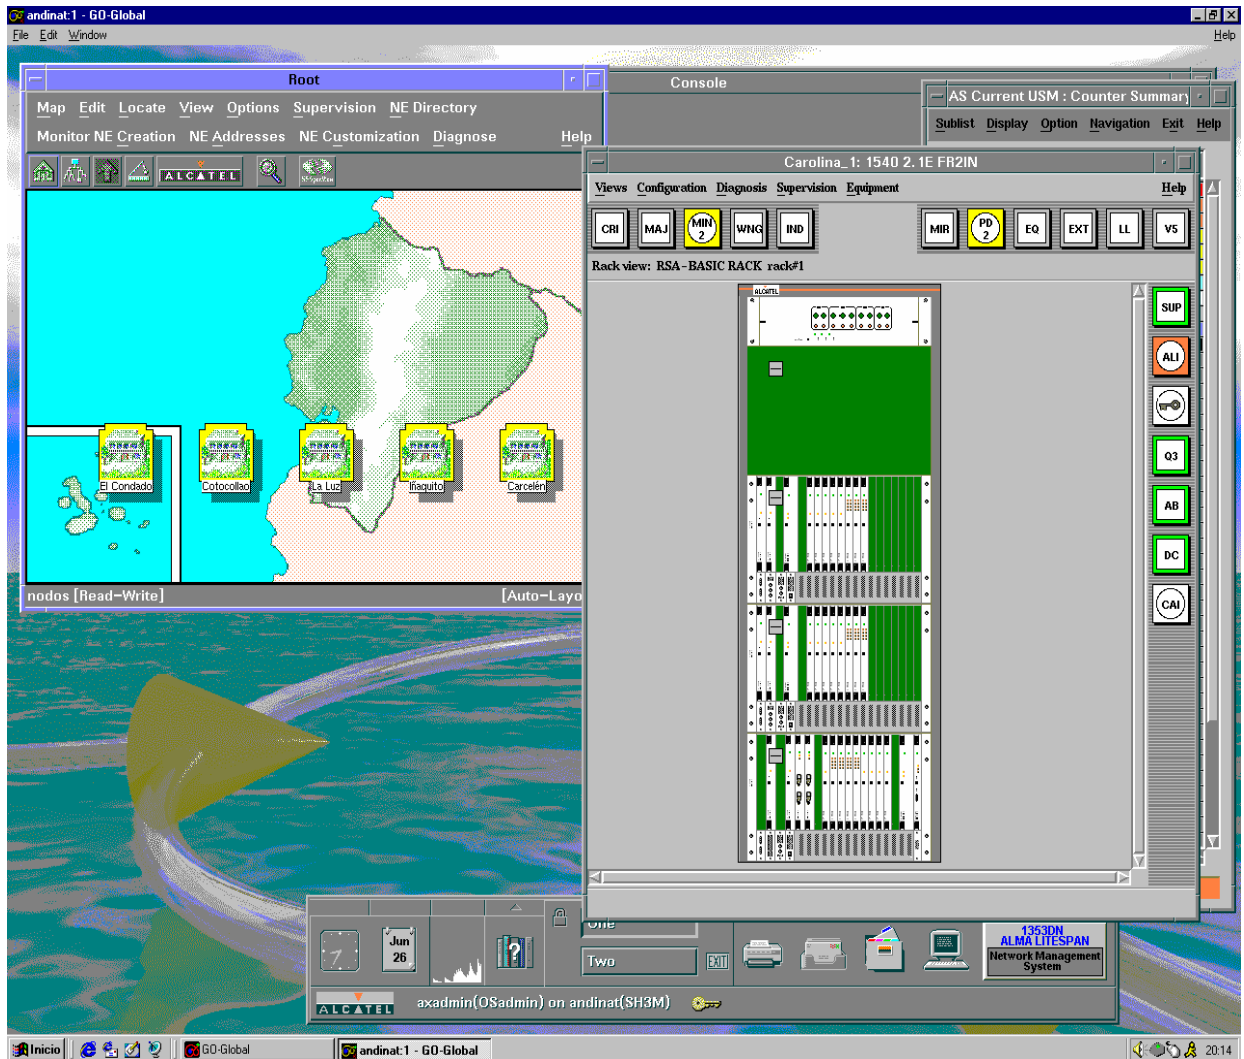 andinat:1 - GO-Global
File Edit Window Help
Root
Map Edit Locate View Options Supervision NE Directory
Monitor NE Creation NE Addresses NE Customization Diagnose Help
ALCATEL
El Condado Cotocollao La Luz Iñaquito Carcelén
nodos [Read-Write] [Auto-Layo
Console
AS Current USM : Counter Summary
Sublist Display Option Navigation Exit Help
Carolina_1: 1540 2.1E FR2IN
Views Configuration Diagnosis Supervision Equipment Help
CRI MAJ MIN 2 WNG IND MIR PD 2 EQ EXT LL V5
Rack view: RSA-BASIC RACK rack#1
ALCATEL
SUP
ALI
Q3
AB
DC
CAI
One
Two
EXIT
Jun
26
1353DN
ALMA LITESPAN
Network Management
System
ALCATEL
axadmin(OSadmin) on andinat(SH3M)
Inicio GO-Global andinat:1 - GO-Global 20:14